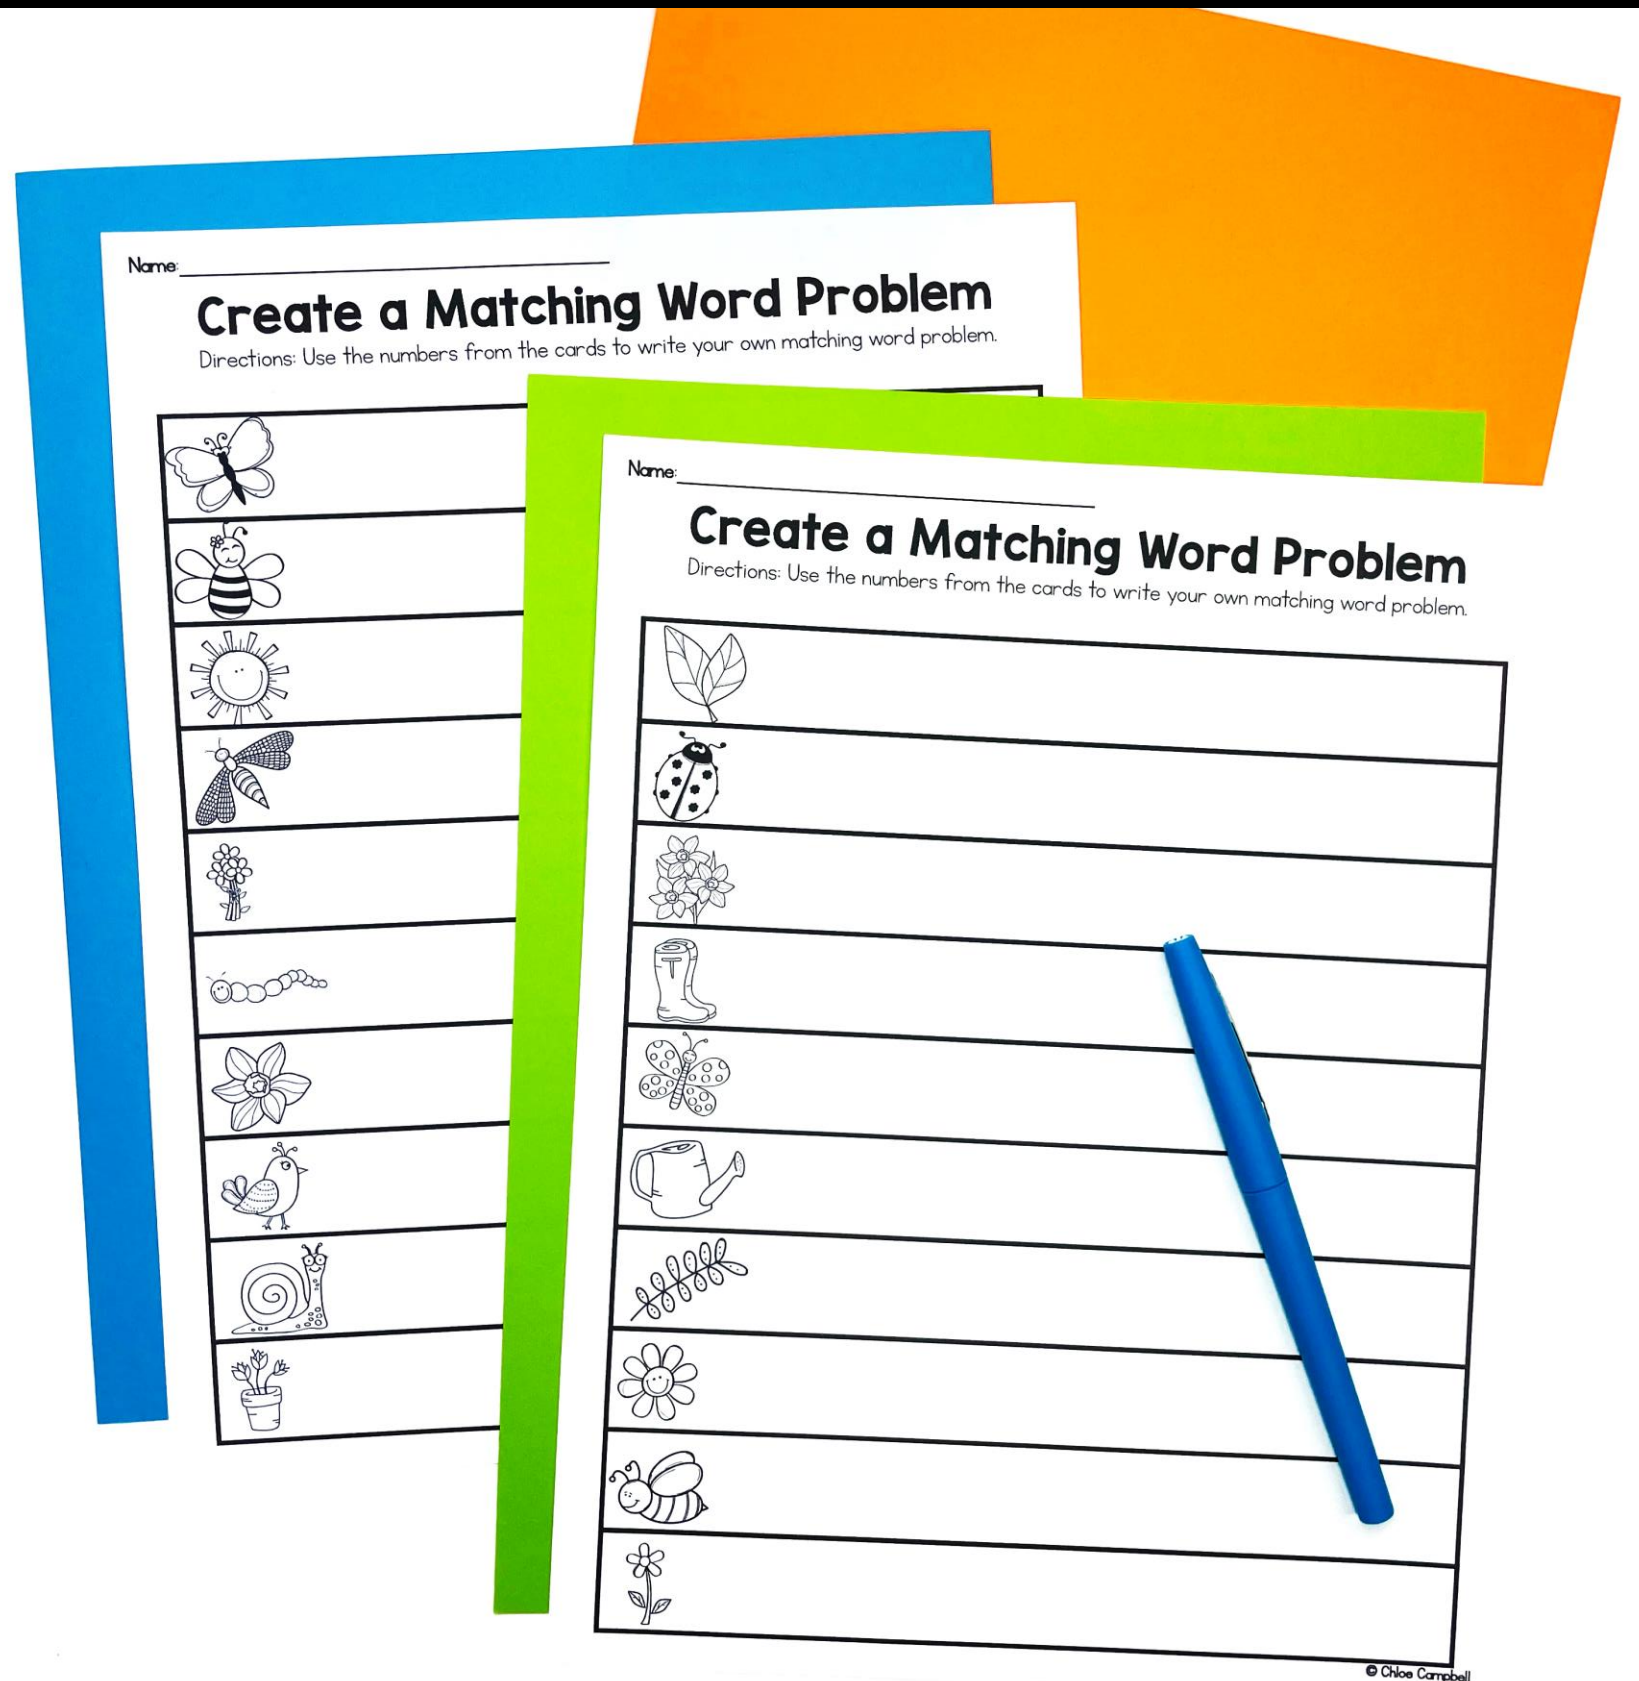 Name:
Create a Matching Word Problem
Directions: Use the numbers from the cards to write your own matching word problem.
Name:
Create a Matching Word Problem
Directions: Use the numbers from the cards to write your own matching word problem.
© Chloe Campbell